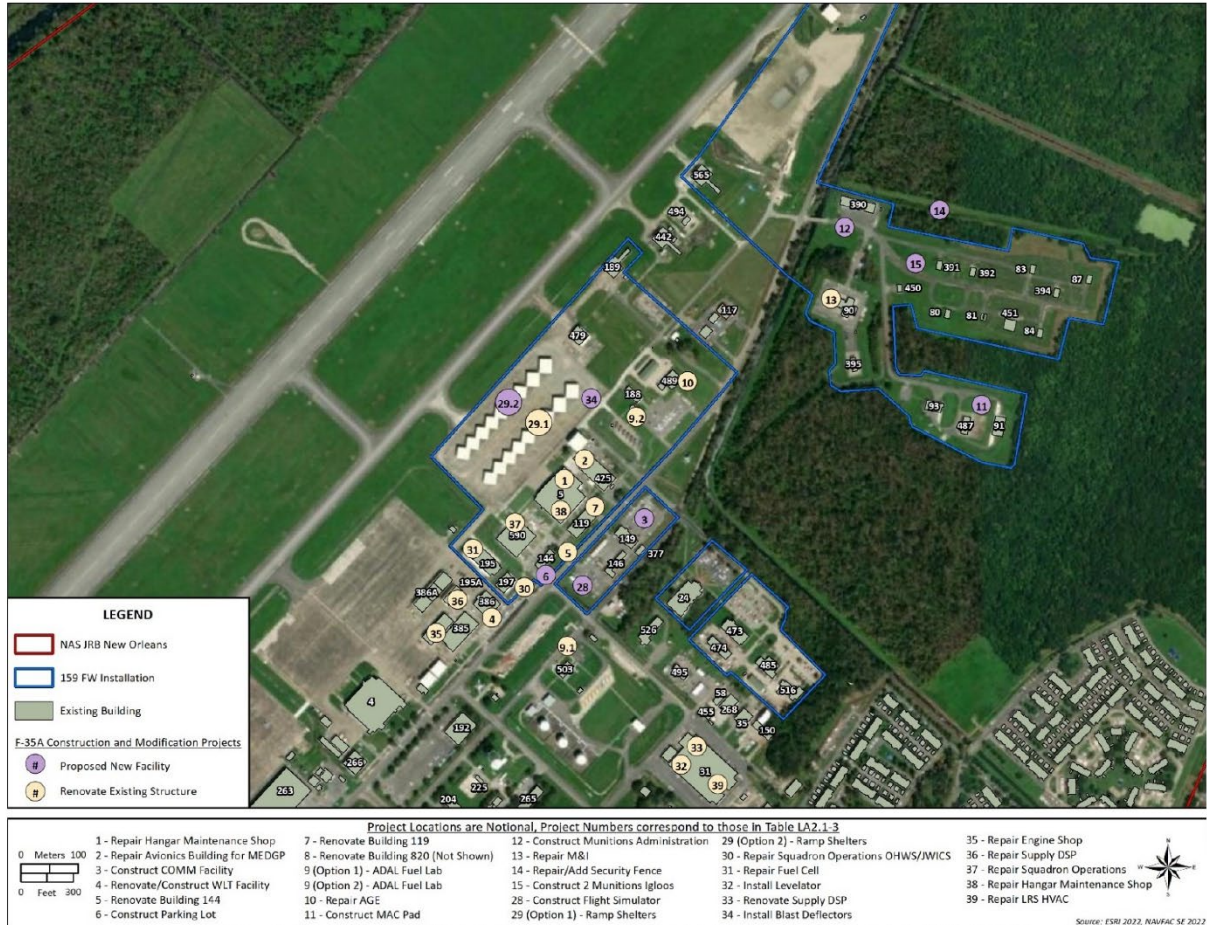 565
390
14
494
12
442
15
391
392
83
87
189
450
394
13
90
117
80
81
451
84
479
395
489
10
29.2
34
188
93
11
9.2
487
91
29.1
2
425
1
5
38
7
3
37
119
590
149
31
5
377
195
144
146
6
195A
197
30
28
386A
36
386
24
4
35
385
526
473
9.1
474
503
495
485
516
4
58
455
268
192
35
150
33
266
32
31
39
263
225
204
265
LEGEND
NAS JRB New Orleans
159 FW Installation
Existing Building
F-35A Construction and Modification Projects
# Proposed New Facility
# Renovate Existing Structure
Project Locations are Notional, Project Numbers correspond to those in Table LA2.1-3
0 Meters 100
0 Feet 300
1 - Repair Hangar Maintenance Shop
2 - Repair Avionics Building for MEDGP
3 - Construct COMM Facility
4 - Renovate/Construct WLT Facility
5 - Renovate Building 144
6 - Construct Parking Lot
7 - Renovate Building 119
8 - Renovate Building 820 (Not Shown)
9 (Option 1) - ADAL Fuel Lab
9 (Option 2) - ADAL Fuel Lab
10 - Repair AGE
11 - Construct MAC Pad
12 - Construct Munitions Administration
13 - Repair M&I
14 - Repair/Add Security Fence
15 - Construct 2 Munitions Igloos
28 - Construct Flight Simulator
29 (Option 1) - Ramp Shelters
29 (Option 2) - Ramp Shelters
30 - Repair Squadron Operations OHWS/JWICS
31 - Repair Fuel Cell
32 - Install Levelator
33 - Renovate Supply DSP
34 - Install Blast Deflectors
35 - Repair Engine Shop
36 - Repair Supply DSP
37 - Repair Squadron Operations
38 - Repair Hangar Maintenance Shop
39 - Repair LRS HVAC
N
W E
S
Source: ESRI 2022, NAVFAC SE 2022